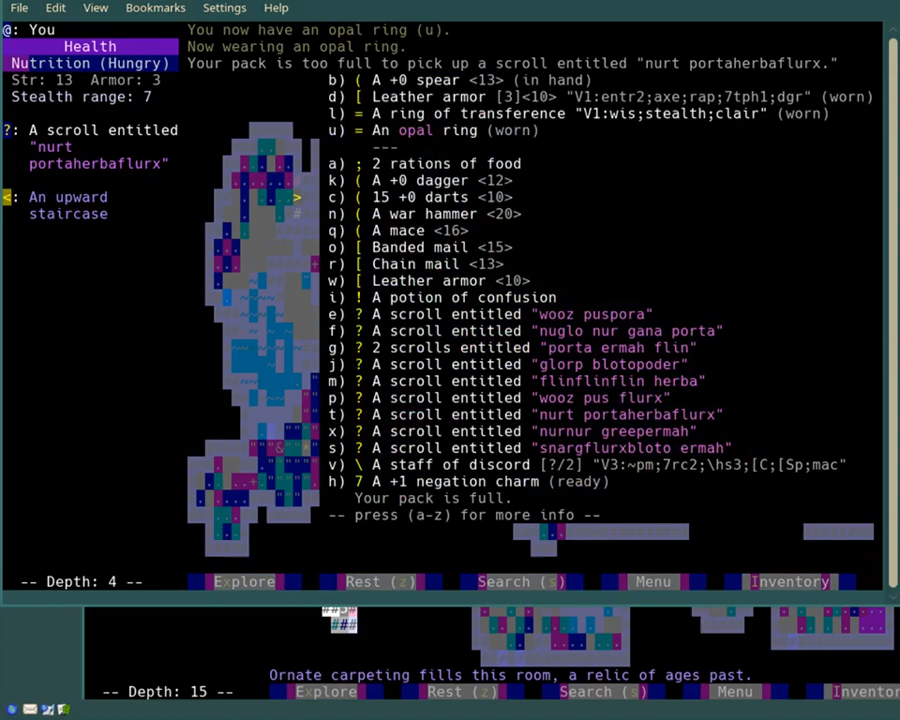 File Edit View Bookmarks Settings Help
@: You
You now have an opal ring (u).
Health
Now wearing an opal ring.
Nutrition (Hungry)
Your pack is too full to pick up a scroll entitled "nurt portaherbaflurx."
Str: 13 Armor: 3
Stealth range: 7
?: A scroll entitled
"nurt
portaherbaflurx"
<: An upward
staircase
b) ( A +0 spear <13> (in hand)
d) [ Leather armor [3]<10> "V1:entr2;axe;rap;7tph1;dgr" (worn)
l) = A ring of transference "V1:wis;stealth;clair" (worn)
u) = An opal ring (worn)
---
a) ; 2 rations of food
k) ( A +0 dagger <12>
c) ( 15 +0 darts <10>
n) ( A war hammer <20>
q) ( A mace <16>
o) [ Banded mail <15>
r) [ Chain mail <13>
w) [ Leather armor <10>
i) ! A potion of confusion
e) ? A scroll entitled "wooz puspora"
f) ? A scroll entitled "nuglo nur gana porta"
g) ? 2 scrolls entitled "porta ermah flin"
j) ? A scroll entitled "glorp blotopoder"
m) ? A scroll entitled "flinflinflin herba"
p) ? A scroll entitled "wooz pus flurx"
t) ? A scroll entitled "nurt portaherbaflurx"
x) ? A scroll entitled "nurnur greepermah"
s) ? A scroll entitled "snargflurxbloto ermah"
v) \ A staff of discord [?/2] "V3:~pm;7rc2;\hs3;[C;[Sp;mac"
h) 7 A +1 negation charm (ready)
Your pack is full.
-- press (a-z) for more info --
-- Depth: 4 -- Explore Rest (z) Search (s) Menu Inventory
Ornate carpeting fills this room, a relic of ages past.
-- Depth: 15 -- Explore Rest (z) Search (s) Menu Inventor